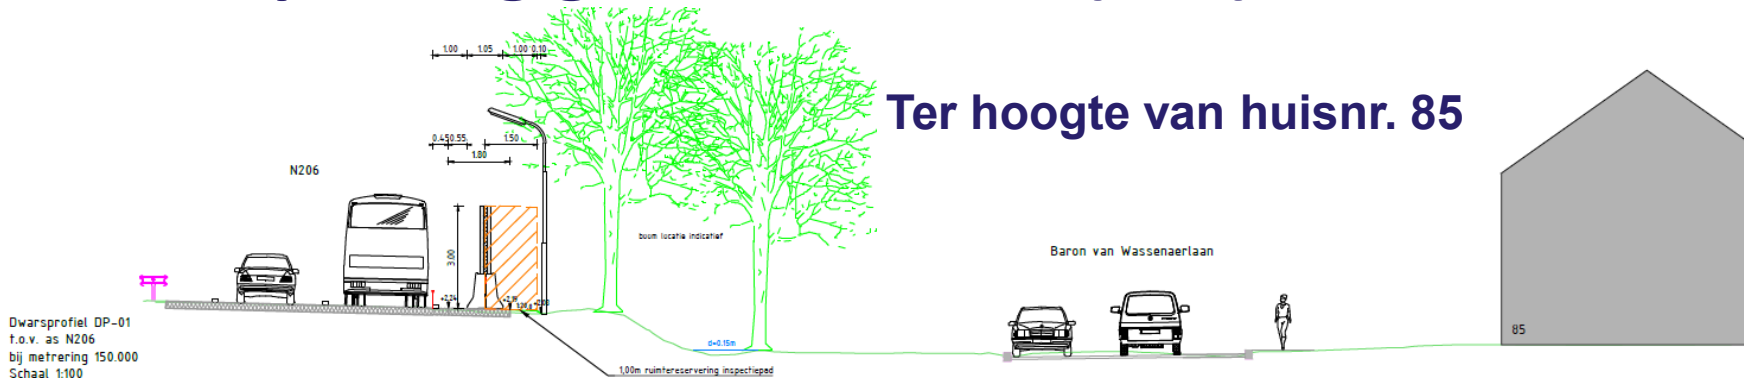 Ter hoogte van huisnr. 85
1.00 1.05 1.00 0.10
0.45 0.55 1.50
1.80
N206
3.00
boom locatie indicatief
Baron van Wassenaerlaan
+2,24
85
d=0.15m
Dwarsprofiel DP-01
t.o.v. as N206
bij metrering 150.000
Schaal 1:100
1,00m ruimtereservering inspectiepad